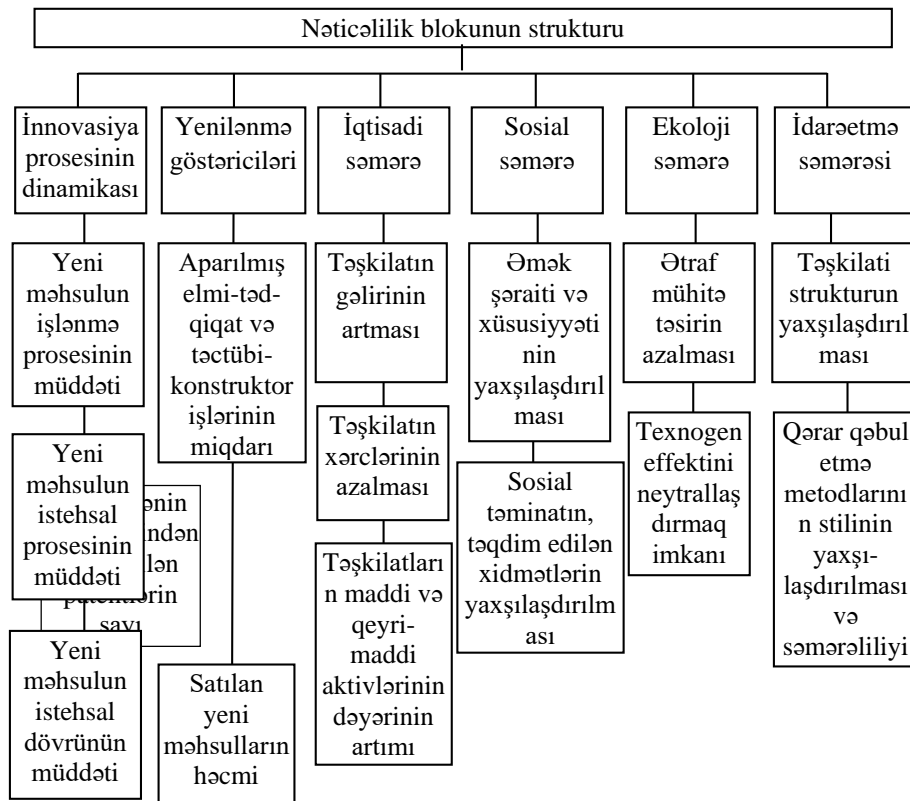 Nəticəlilik blokunun strukturu
İnnovasiya
prosesinin
dinamikası
Yenilənmə
göstəriciləri
İqtisadi
səmərə
Sosial
səmərə
Ekoloji
səmərə
İdarəetmə
səmərəsi
Yeni
məhsulun
işlənmə
prosesinin
müddəti
Yeni
məhsulun
istehsal
prosesinin
müddəti
patentlərin
sayı
Yeni
məhsulun
istehsal
dövrünün
müddəti
Aparılmış
elmi-təd-
qiqat və
təctübi-
konstruktor
işlərinin
miqdarı
Satılan
yeni
məhsulların
həcmi
Təşkilatın
gəlirinin
artması
Təşkilatın
xərclərinin
azalması
Təşkilatları
n maddi və
qeyri-
maddi
aktivlərinin
dəyərinin
artımı
Əmək
şəraiti və
xüsusiyyəti
nin
yaxşılaşdırıl
ması
Sosial
təminatın,
təqdim edilən
xidmətlərin
yaxşılaşdırılm
ası
Ətraf
mühitə
təsirin
azalması
Texnogen
effektini
neytrallaş
dırmaq
imkanı
Təşkilati
strukturun
yaxşılaşdırıl
ması
Qərar qəbul
etmə
metodlarını
n stilinin
yaxşı-
laşdırılması
və
səmərəliliyi